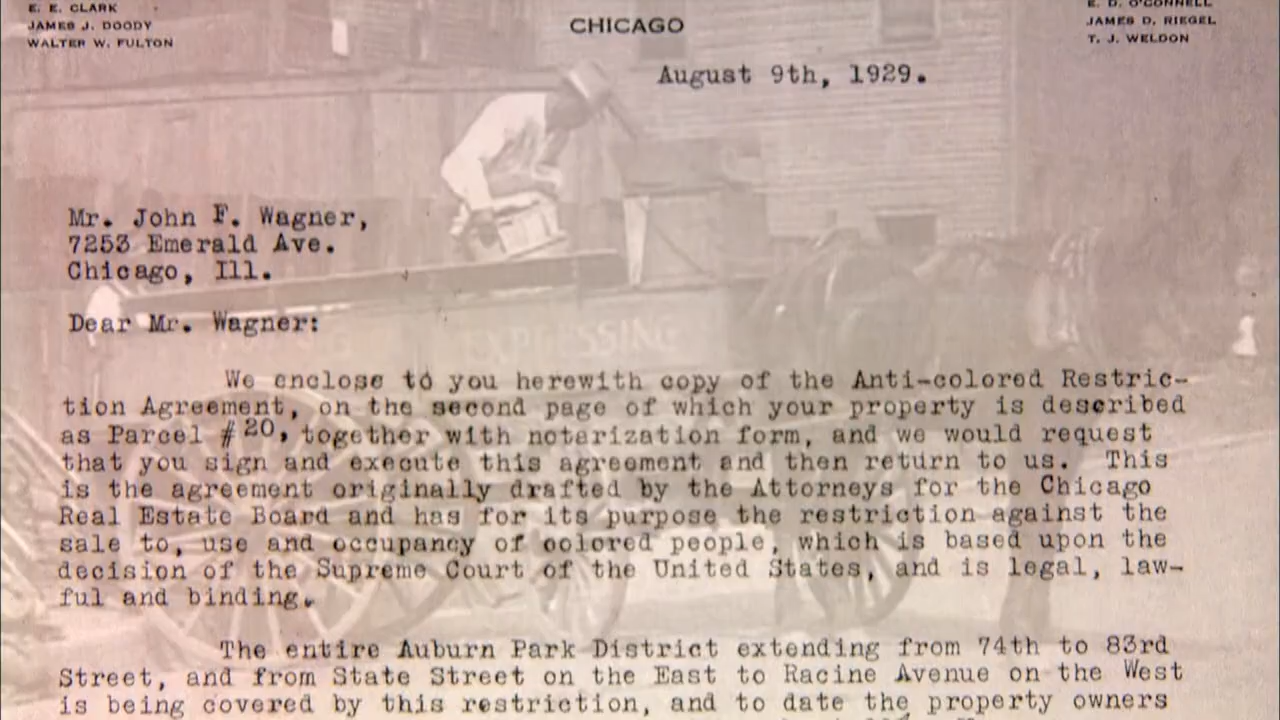 E. E. CLARK
JAMES J. DOODY
WALTER W. FULTON
CHICAGO
E. D. O'CONNELL
JAMES D. RIEGEL
T. J. WELDON
August 9th, 1929.
Mr. John F. Wagner,
7253 Emerald Ave.
Chicago, Ill.
Dear Mr. Wagner:
EXPRESSING
We enclose to you herewith copy of the Anti-colored Restric-
tion Agreement, on the second page of which your property is described
as Parcel #20, together with notarization form, and we would request
that you sign and execute this agreement and then return to us. This
is the agreement originally drafted by the Attorneys for the Chicago
Real Estate Board and has for its purpose the restriction against the
sale to, use and occupancy of colored people, which is based upon the
decision of the Supreme Court of the United States, and is legal, law-
ful and binding.
The entire Auburn Park District extending from 74th to 83rd
Street, and from State Street on the East to Racine Avenue on the West
is being covered by this restriction, and to date the property owners